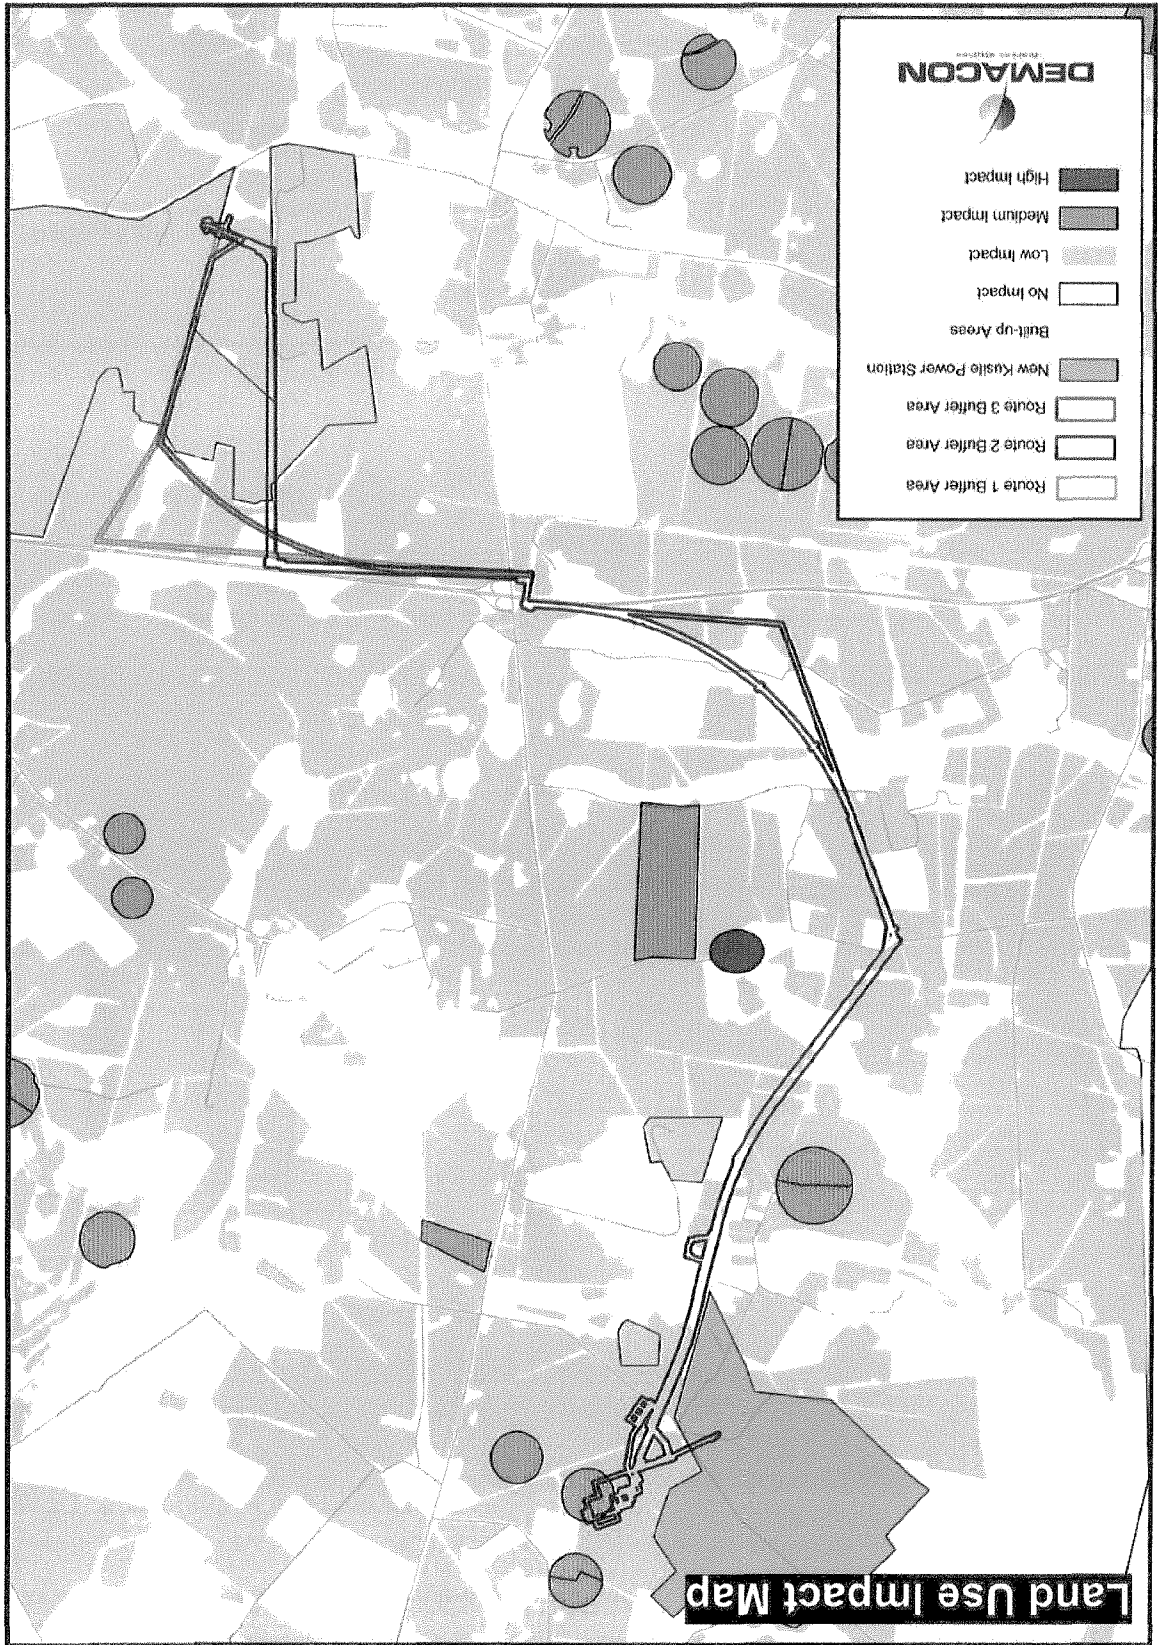 Land Use Impact Map
Route 1 Buffer Area
Route 2 Buffer Area
Route 3 Buffer Area
New Kusile Power Station
Built-up Areas
No Impact
Low Impact
Medium Impact
High Impact
DEMACON